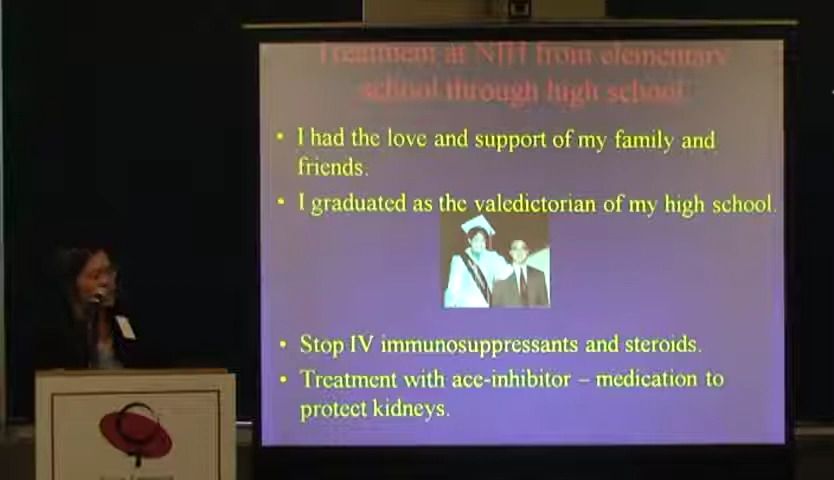 Treatment at NIH from elementary
school through high school.
• I had the love and support of my family and
friends.
• I graduated as the valedictorian of my high school.
• Stop IV immunosuppressants and steroids.
• Treatment with ace-inhibitor – medication to
protect kidneys.